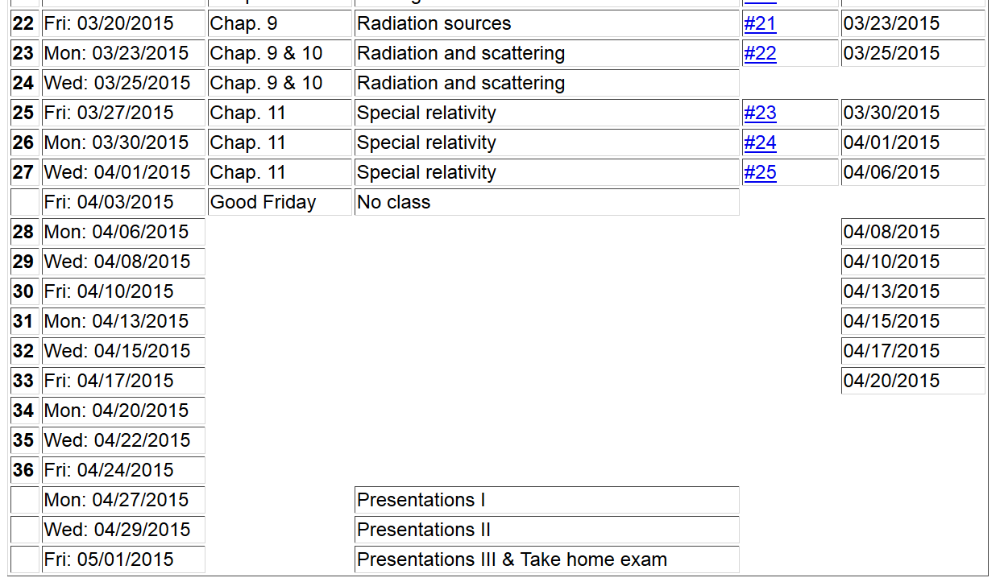 22 Fri: 03/20/2015 Chap. 9 Radiation sources #21 03/23/2015
23 Mon: 03/23/2015 Chap. 9 & 10 Radiation and scattering #22 03/25/2015
24 Wed: 03/25/2015 Chap. 9 & 10 Radiation and scattering
25 Fri: 03/27/2015 Chap. 11 Special relativity #23 03/30/2015
26 Mon: 03/30/2015 Chap. 11 Special relativity #24 04/01/2015
27 Wed: 04/01/2015 Chap. 11 Special relativity #25 04/06/2015
Fri: 04/03/2015 Good Friday No class
28 Mon: 04/06/2015 04/08/2015
29 Wed: 04/08/2015 04/10/2015
30 Fri: 04/10/2015 04/13/2015
31 Mon: 04/13/2015 04/15/2015
32 Wed: 04/15/2015 04/17/2015
33 Fri: 04/17/2015 04/20/2015
34 Mon: 04/20/2015
35 Wed: 04/22/2015
36 Fri: 04/24/2015
Mon: 04/27/2015 Presentations I
Wed: 04/29/2015 Presentations II
Fri: 05/01/2015 Presentations III & Take home exam